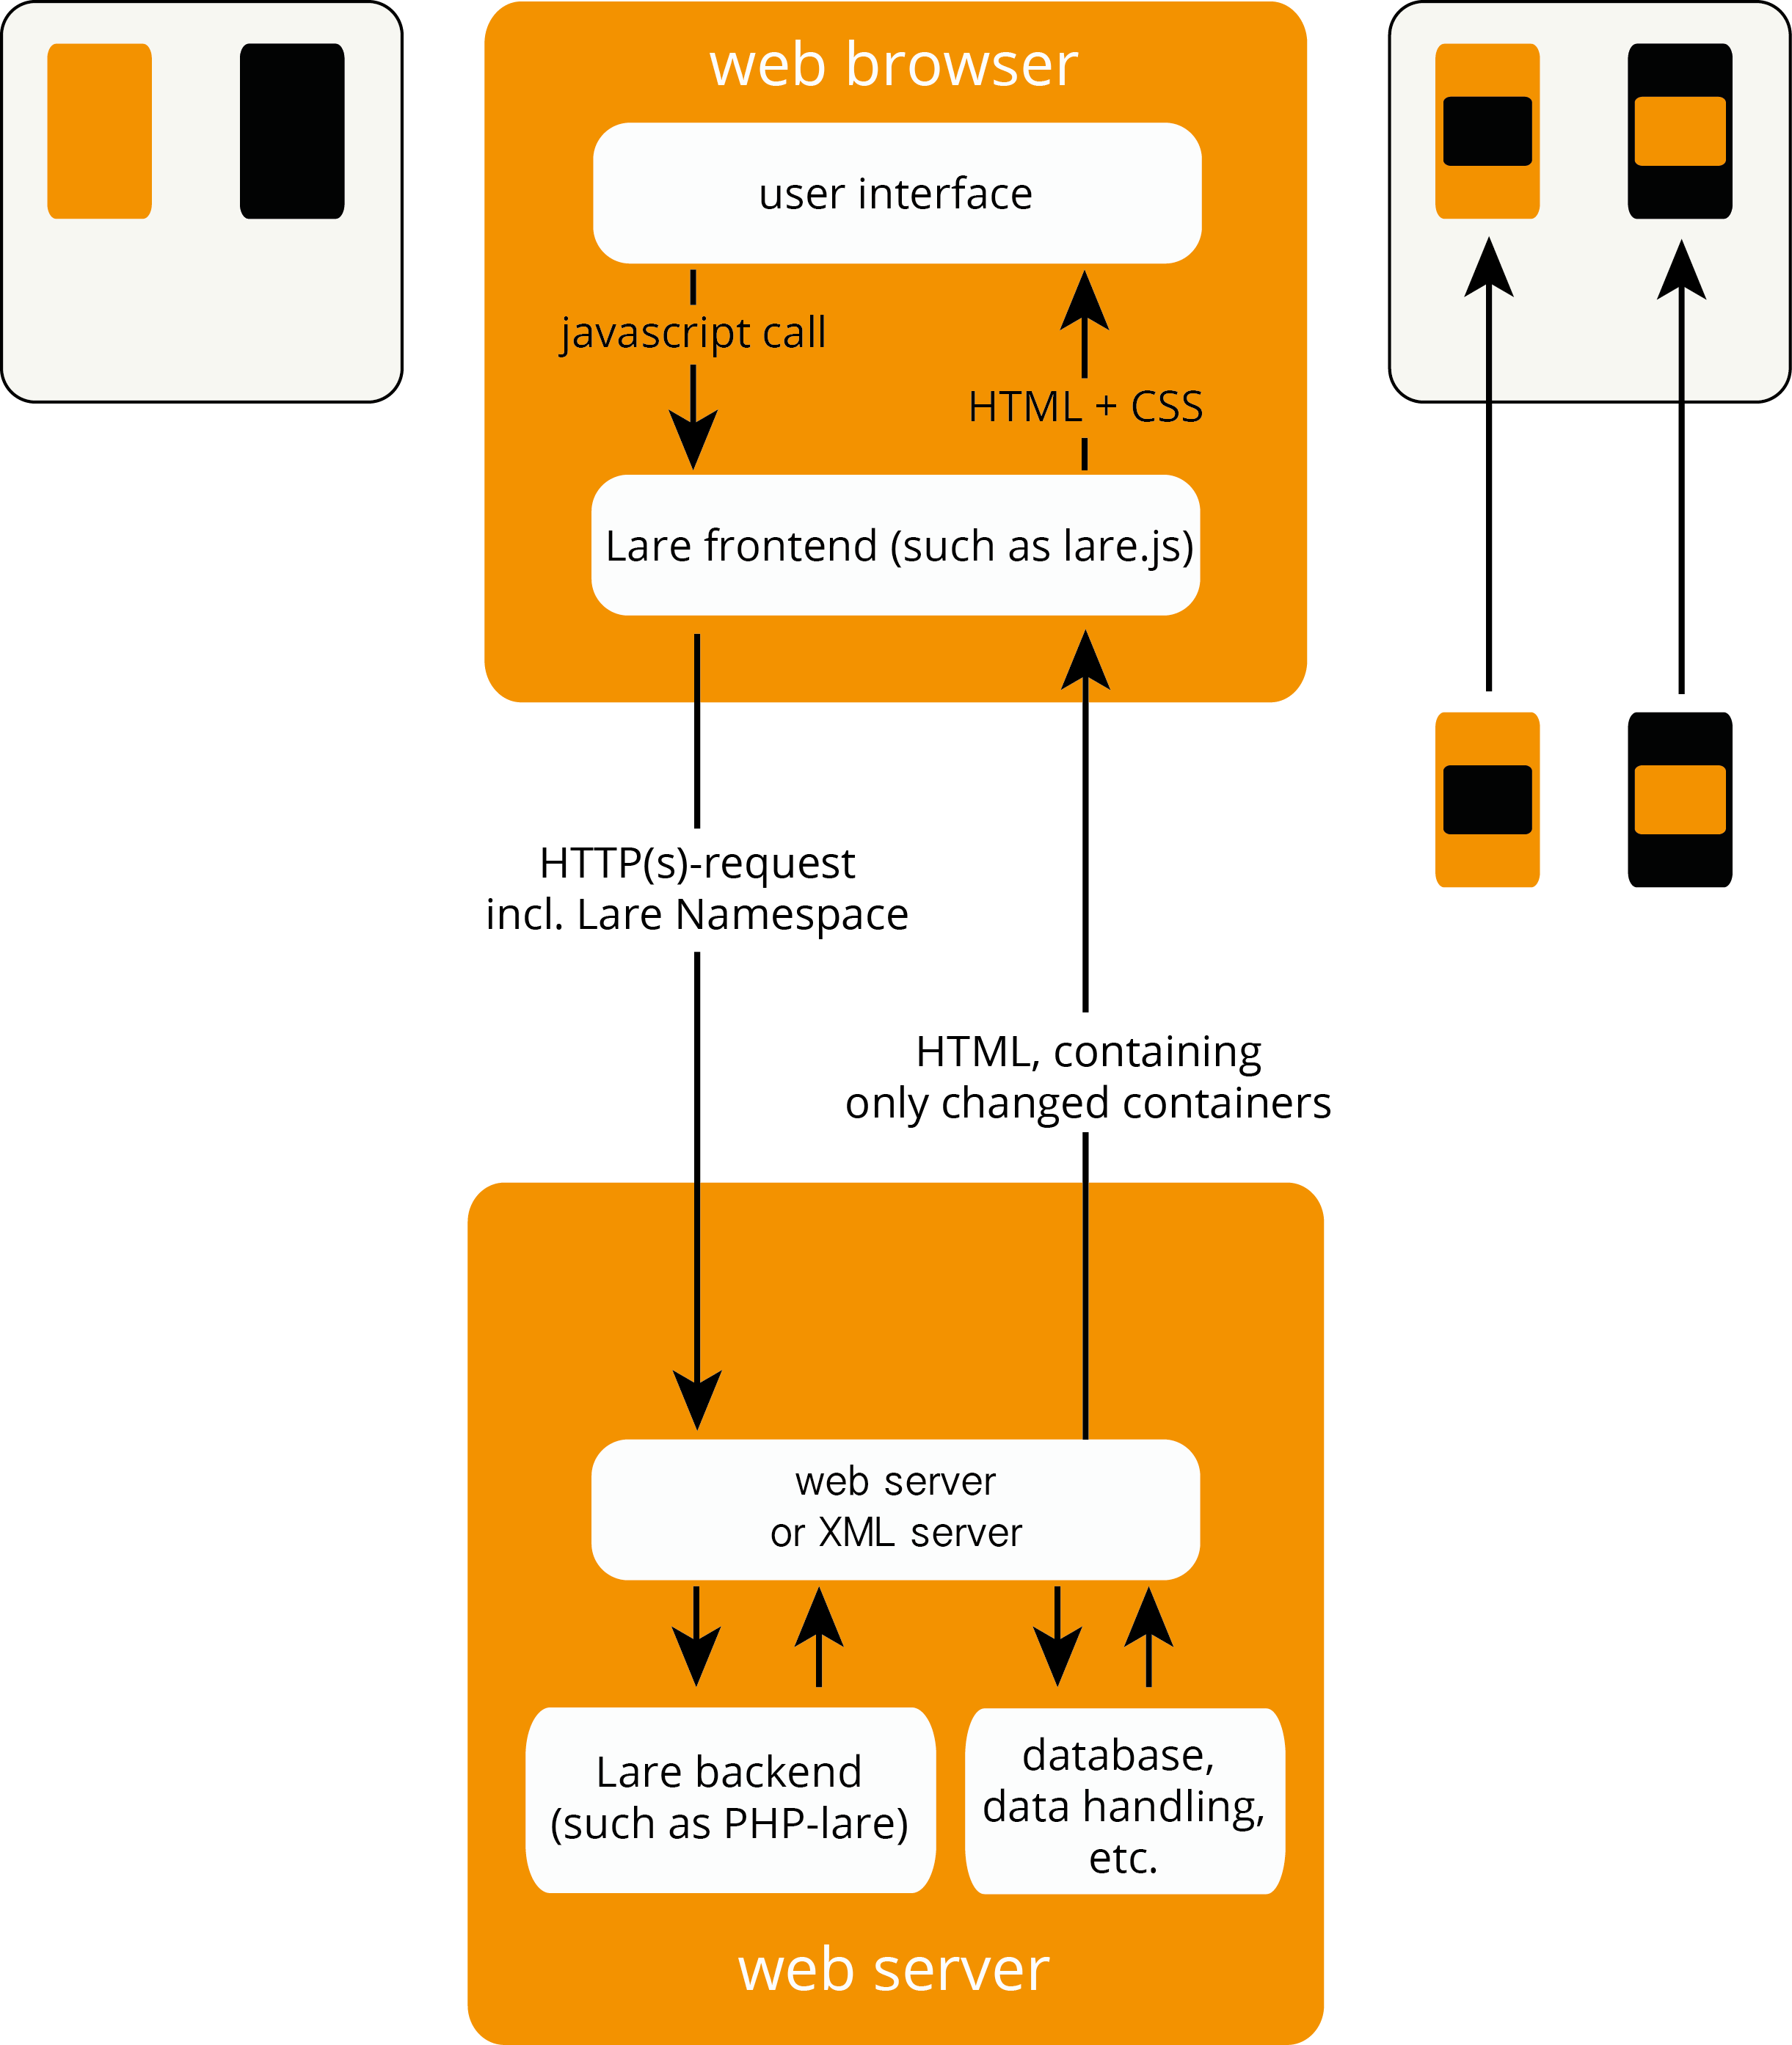 web browser
user interface
javascript call
HTML + CSS
Lare frontend (such as lare.js)
HTTP(s)-request
incl. Lare Namespace
HTML, containing
only changed containers
web server
or XML server
Lare backend
(such as PHP-lare)
database,
data handling,
etc.
web server